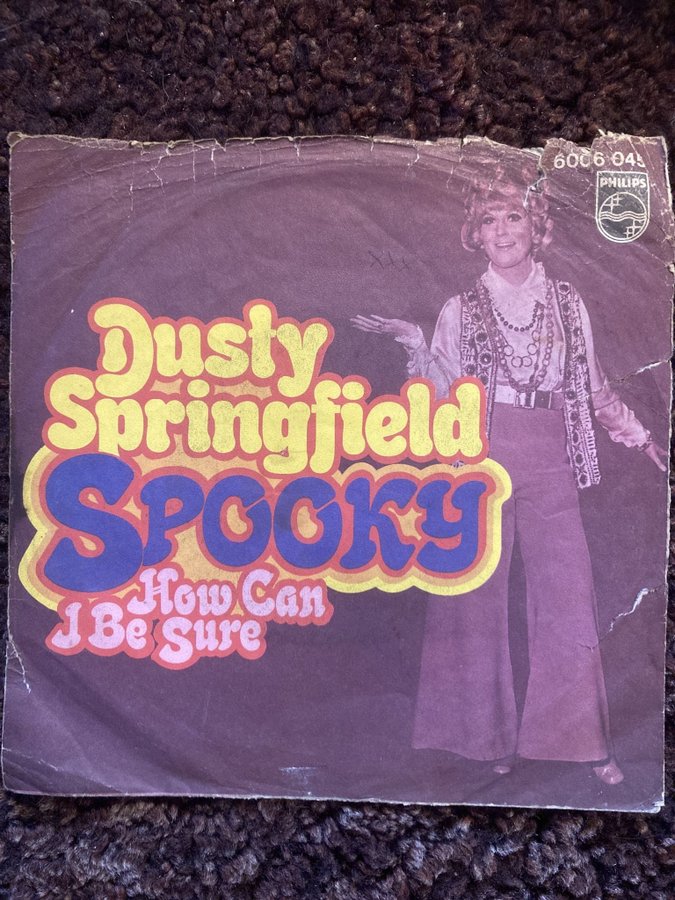 6006 045
PHILIPS
Dusty
Springfield
SPOOKY
How Can
I Be Sure